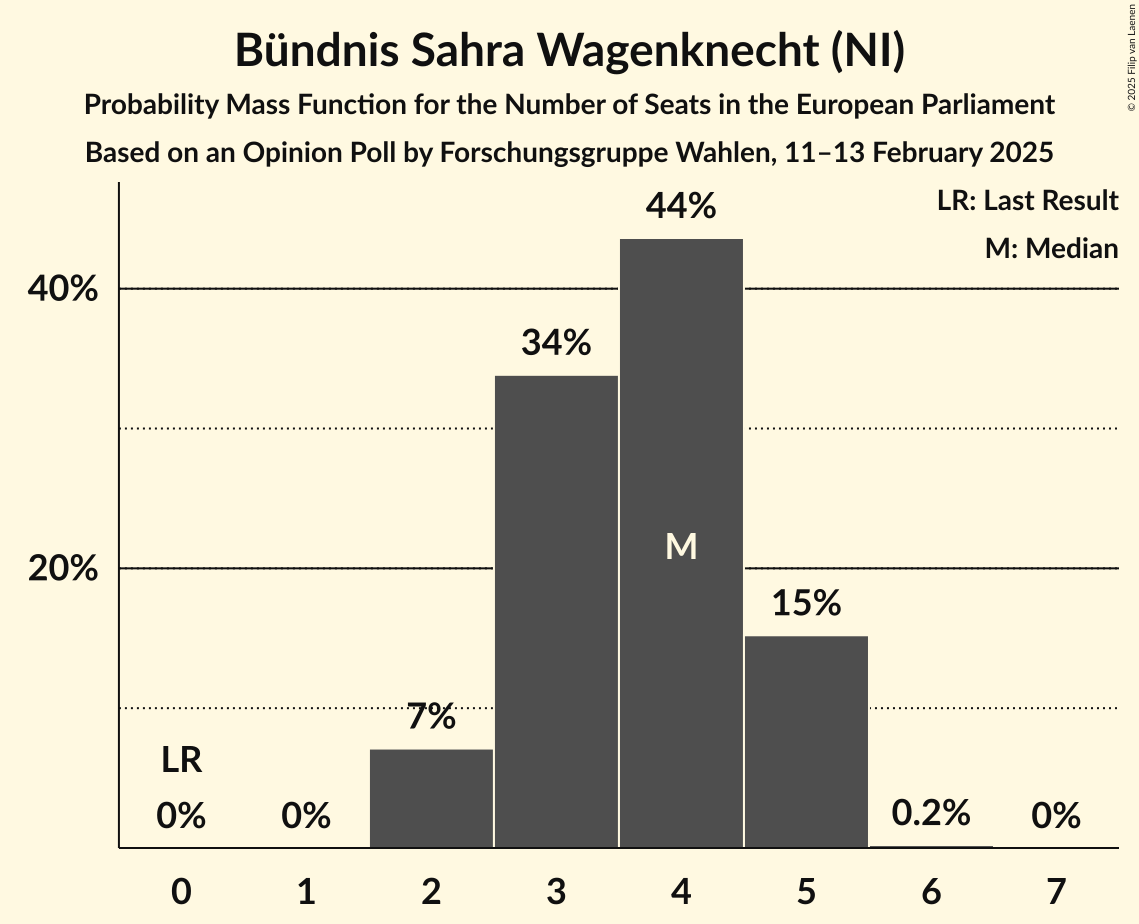 Bündnis Sahra Wagenknecht (NI)
Probability Mass Function for the Number of Seats in the European Parliament
Based on an Opinion Poll by Forschungsgruppe Wahlen, 11–13 February 2025
© 2025 Filip van Laenen
LR: Last Result
M: Median
44%
40%
34%
M
20%
15%
7%
LR
0%
0%
0.2%
0%
0 1 2 3 4 5 6 7